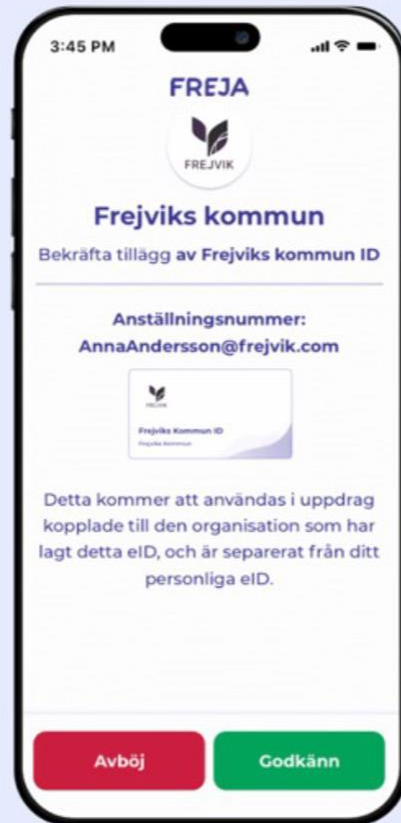 3:45 PM
FREJA
FREJVIK
Frejviks kommun
Bekräfta tillägg av Frejviks kommun ID
Anställningsnummer:
AnnaAndersson@frejvik.com
FREJVIK
Frejviks Kommun ID
Frejviks Kommun
Detta kommer att användas i uppdrag
kopplade till den organisation som har
lagt detta eID, och är separerat från ditt
personliga eID.
Avböj
Godkänn